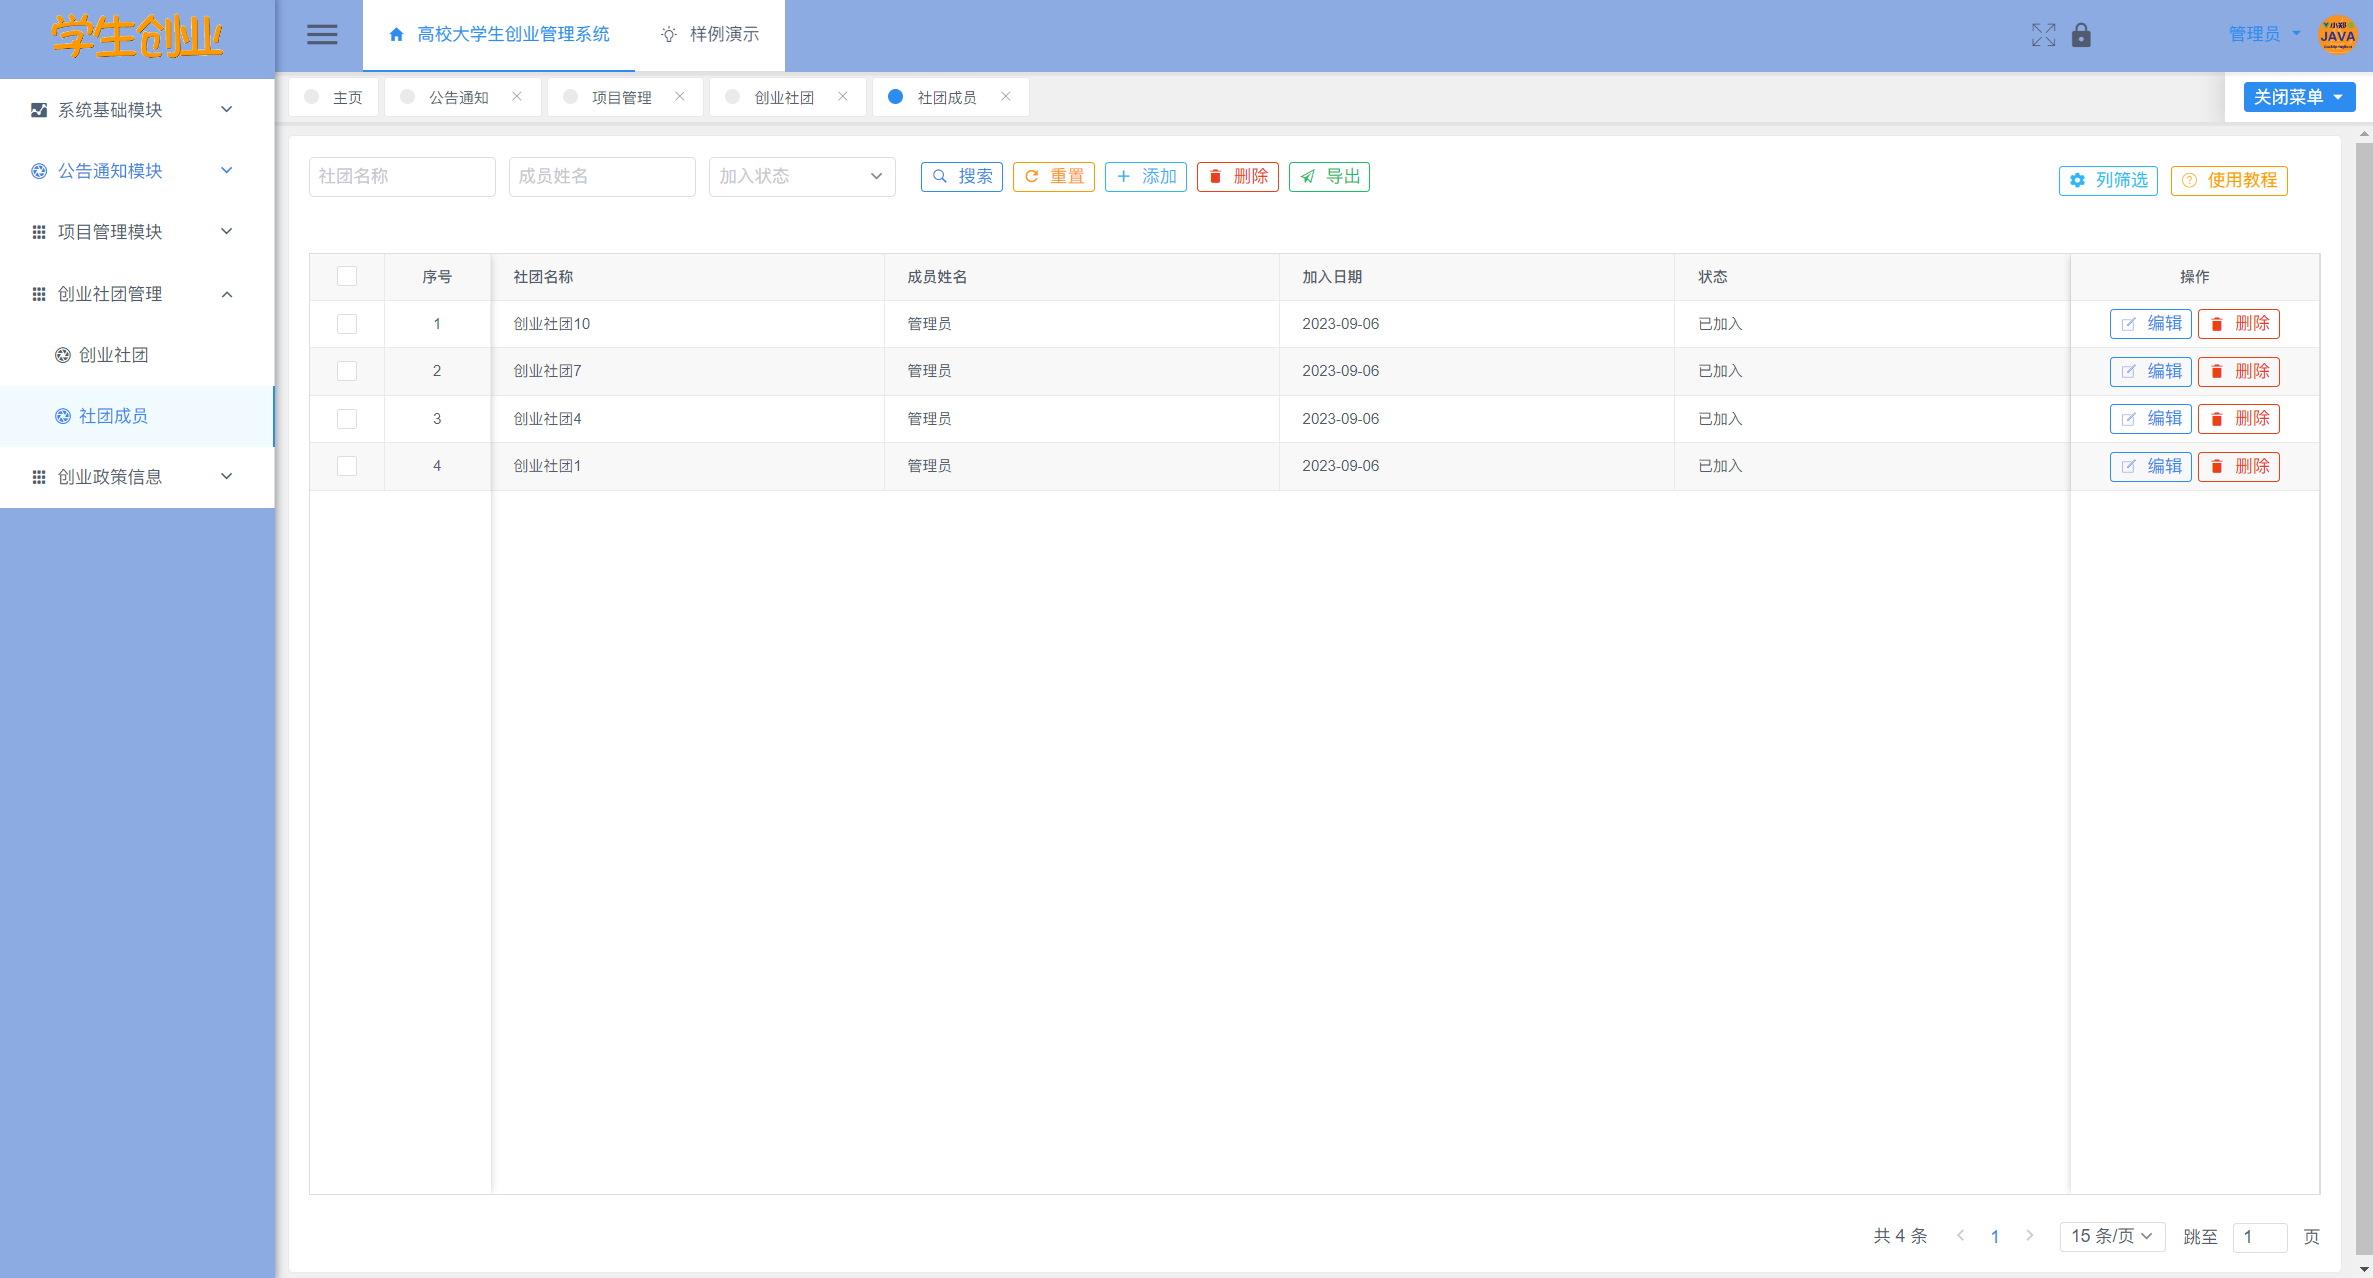 学生创业
高校大学生创业管理系统
样例演示
管理员
小郑
JAVA
主页
公告通知
项目管理
创业社团
社团成员
关闭菜单
系统基础模块
公告通知模块
项目管理模块
创业社团管理
创业社团
社团成员
创业政策信息
社团名称
成员姓名
加入状态
搜索
重置
添加
删除
导出
列筛选
使用教程
序号 社团名称 成员姓名 加入日期 状态 操作
1 创业社团10 管理员 2023-09-06 已加入 编辑 删除
2 创业社团7 管理员 2023-09-06 已加入 编辑 删除
3 创业社团4 管理员 2023-09-06 已加入 编辑 删除
4 创业社团1 管理员 2023-09-06 已加入 编辑 删除
共 4 条 1 15 条/页 跳至 1 页